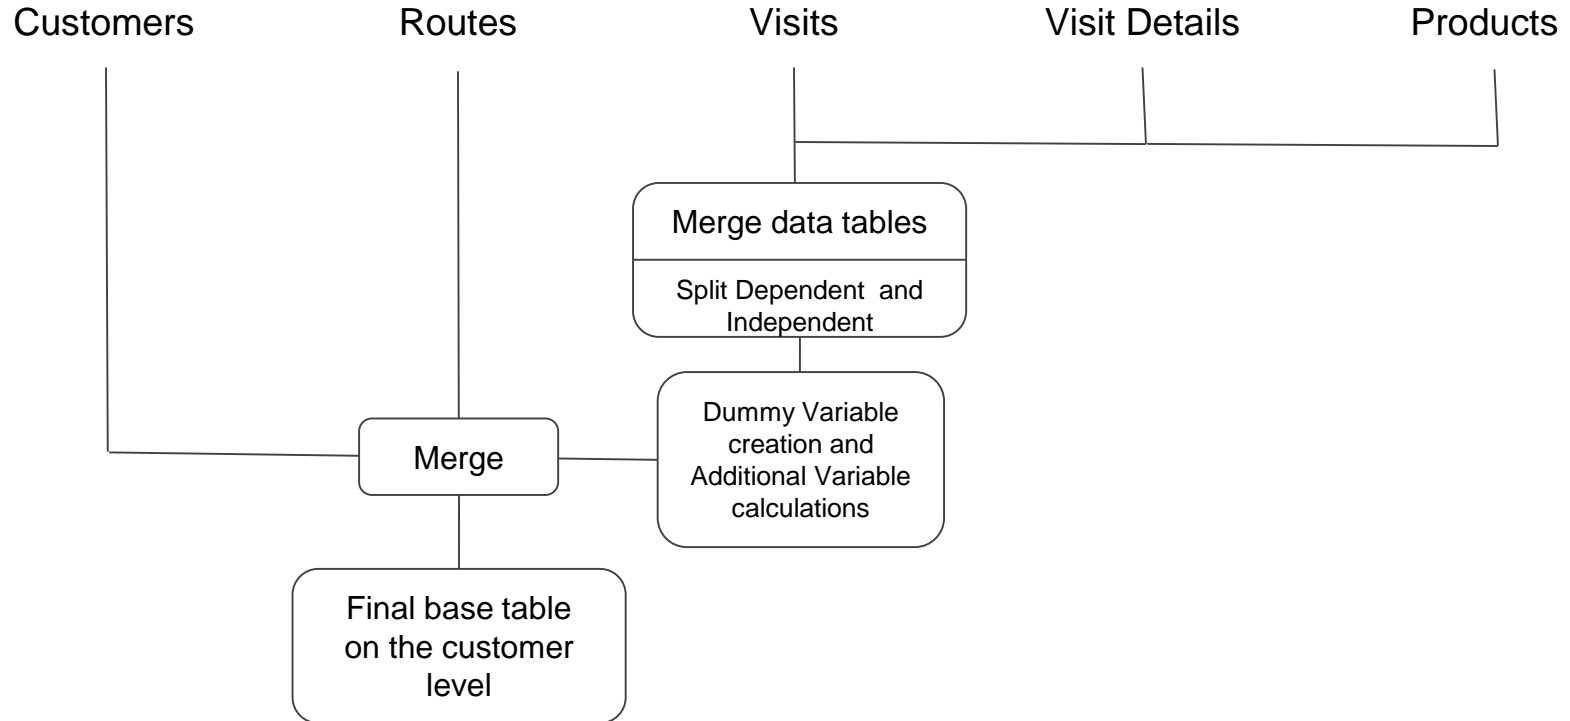 Customers
Routes
Visits
Visit Details
Products
Merge data tables
Split Dependent  and
Independent
Dummy Variable
creation and
Additional Variable
calculations
Merge
Final base table
on the customer
level